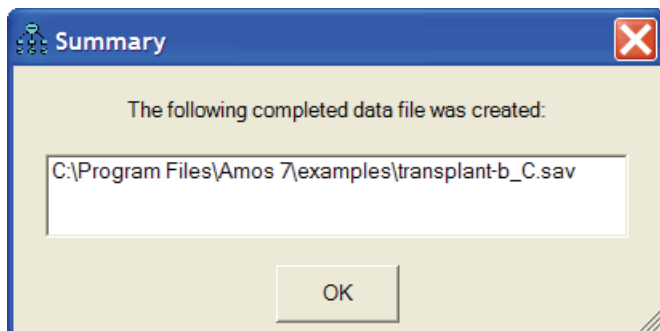 Summary
The following completed data file was created:
C:\Program Files\Amos 7\examples\transplant-b_C.sav
OK